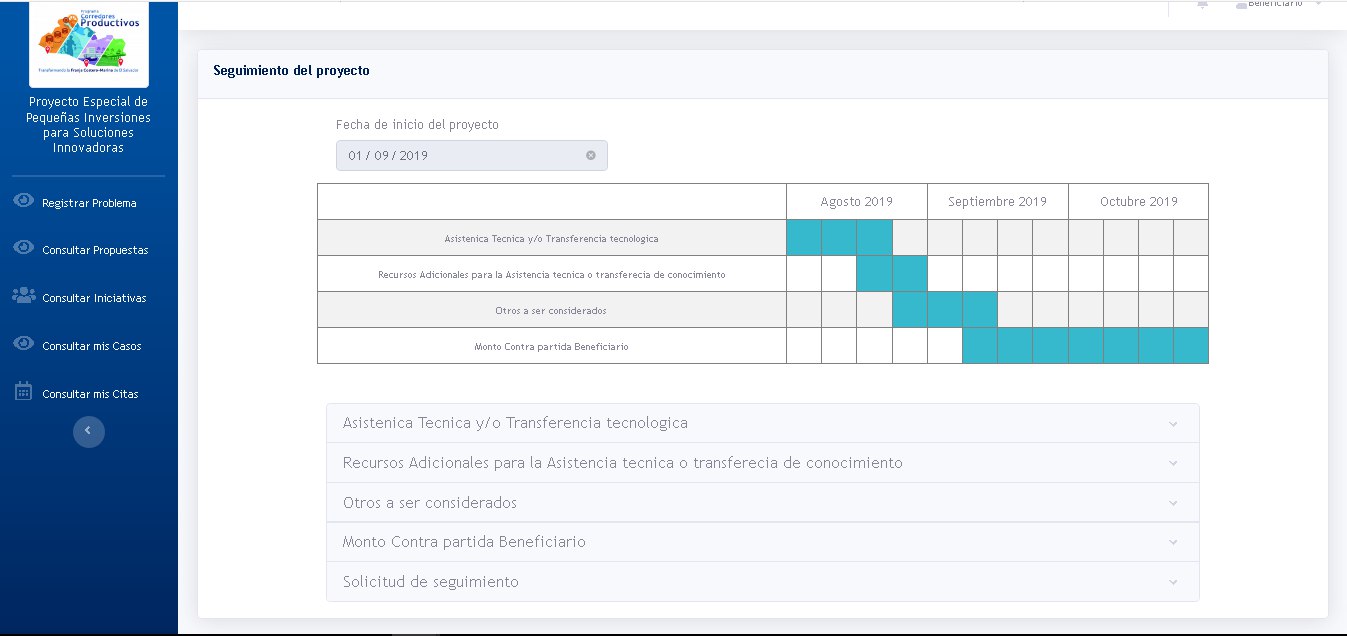 Beneficiario
Programa
Corredores
Productivos
Transformando la Franja Costero-Marina de El Salvador
Proyecto Especial de
Pequeñas Inversiones
para Soluciones
Innovadoras
Registrar Problema
Consultar Propuestas
Consultar Iniciativas
Consultar mis Casos
Consultar mis Citas
Seguimiento del proyecto
Fecha de inicio del proyecto
01 / 09 / 2019
Agosto 2019 Septiembre 2019 Octubre 2019
Asistenica Tecnica y/o Transferencia tecnologica
Recursos Adicionales para la Asistencia tecnica o transferecia de conocimiento
Otros a ser considerados
Monto Contra partida Beneficiario
Asistenica Tecnica y/o Transferencia tecnologica
Recursos Adicionales para la Asistencia tecnica o transferecia de conocimiento
Otros a ser considerados
Monto Contra partida Beneficiario
Solicitud de seguimiento